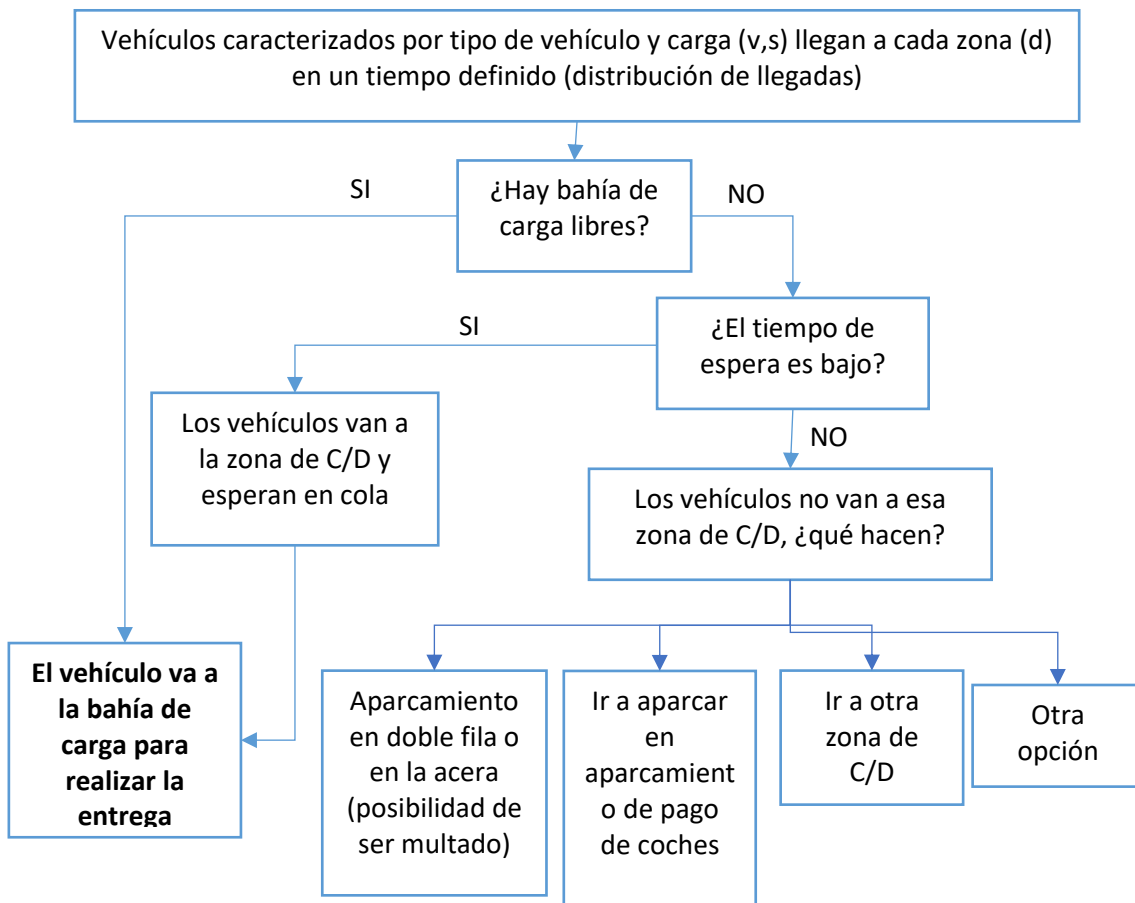 Vehículos caracterizados por tipo de vehículo y carga (v,s) llegan a cada zona (d)
en un tiempo definido (distribución de llegadas)
SI
¿Hay bahía de
carga libres?
NO
SI
¿El tiempo de
espera es bajo?
Los vehículos van a
la zona de C/D y
esperan en cola
NO
Los vehículos no van a esa
zona de C/D, ¿qué hacen?
El vehículo va a
la bahía de
carga para
realizar la
entrega
Aparcamiento
en doble fila o
en la acera
(posibilidad de
ser multado)
Ir a aparcar
en
aparcamient
o de pago
de coches
Ir a otra
zona de
C/D
Otra
opción